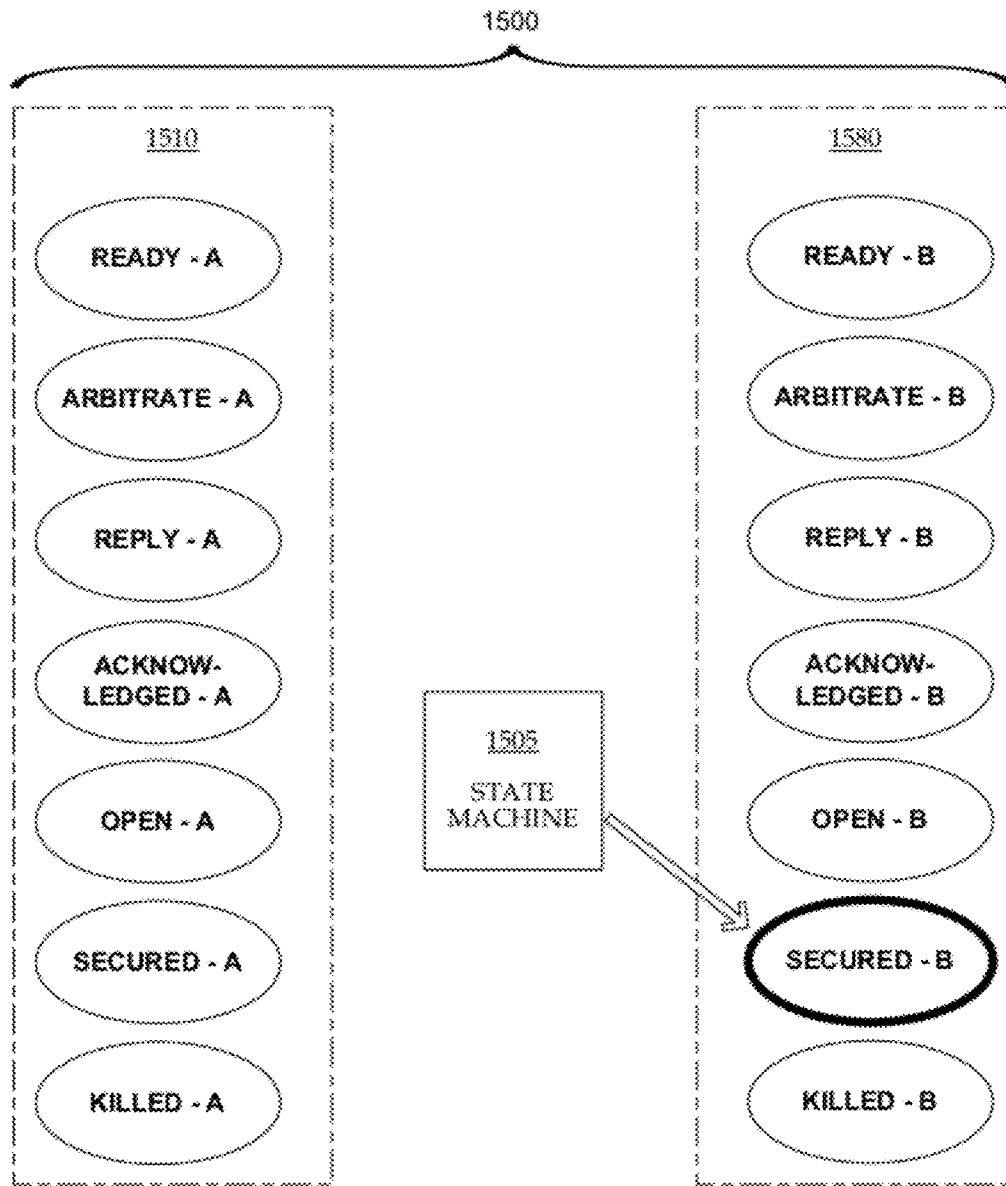 1500
1510
READY - A
ARBITRATE - A
REPLY - A
ACKNOW-
LEDGED - A
OPEN - A
SECURED - A
KILLED - A
1505
STATE
MACHINE
1580
READY - B
ARBITRATE - B
REPLY - B
ACKNOW-
LEDGED - B
OPEN - B
SECURED - B
KILLED - B